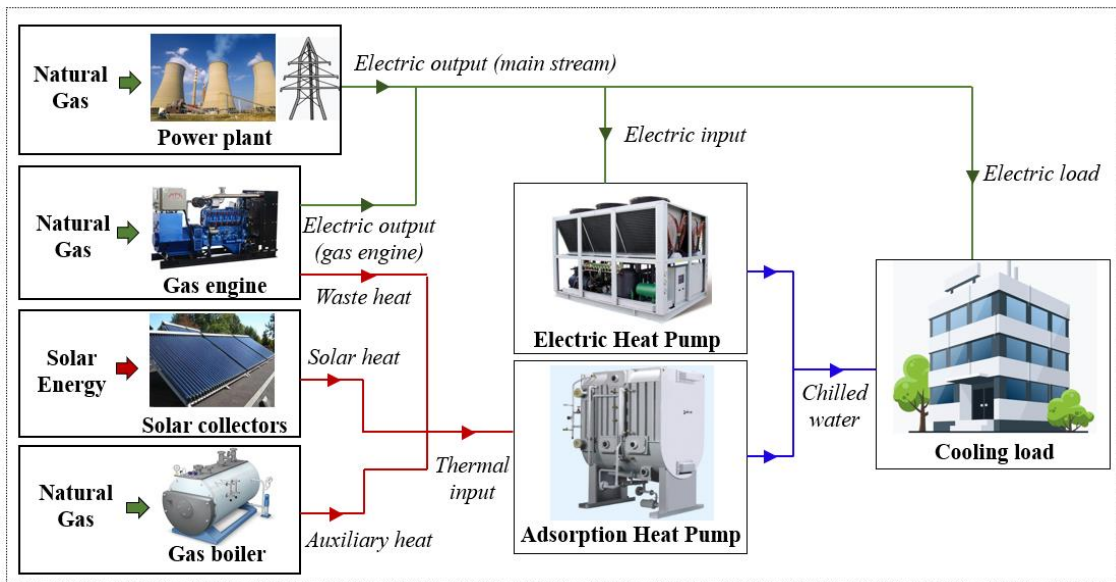 Natural
Gas
Power plant
Electric output (main stream)
Electric input
Electric load
Natural
Gas
Gas engine
Electric output
(gas engine)
Waste heat
Solar
Energy
Solar collectors
Solar heat
Natural
Gas
Gas boiler
Auxiliary heat
Thermal
input
Electric Heat Pump
Adsorption Heat Pump
Chilled
water
Cooling load